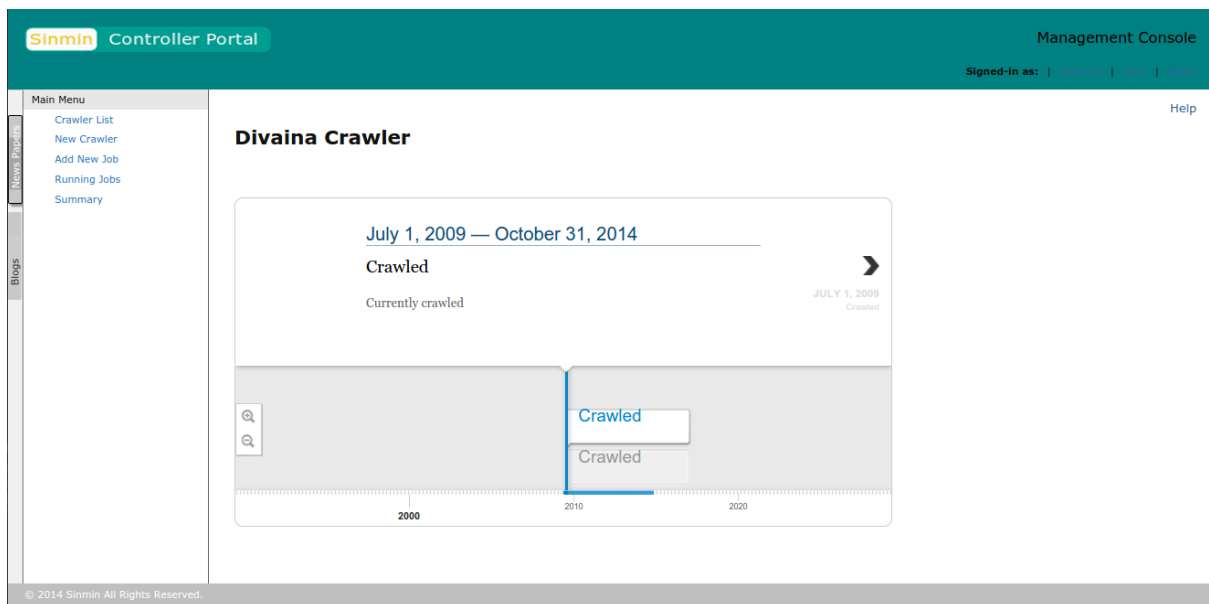 Sinmin Controller Portal
Management Console
Signed-in as: | | |
Main Menu
Crawler List
New Crawler
Add New Job
Running Jobs
Summary
News Papers
Blogs
Help
Divaina Crawler
July 1, 2009 — October 31, 2014
Crawled
Currently crawled
JULY 1, 2009
Crawled
Crawled
Crawled
2000
2010
2020
© 2014 Sinmin All Rights Reserved.